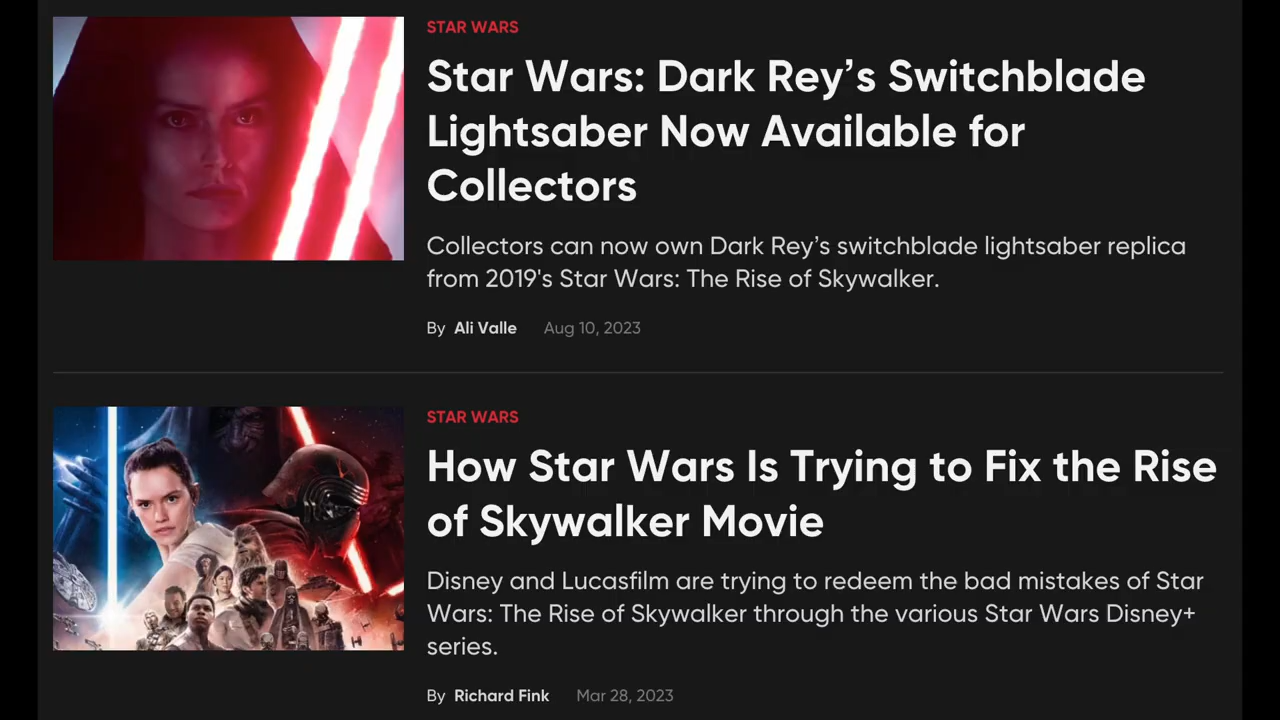 STAR WARS
Star Wars: Dark Rey’s Switchblade
Lightsaber Now Available for
Collectors
Collectors can now own Dark Rey’s switchblade lightsaber replica
from 2019's Star Wars: The Rise of Skywalker.
By Ali Valle Aug 10, 2023
STAR WARS
How Star Wars Is Trying to Fix the Rise
of Skywalker Movie
Disney and Lucasfilm are trying to redeem the bad mistakes of Star
Wars: The Rise of Skywalker through the various Star Wars Disney+
series.
By Richard Fink Mar 28, 2023